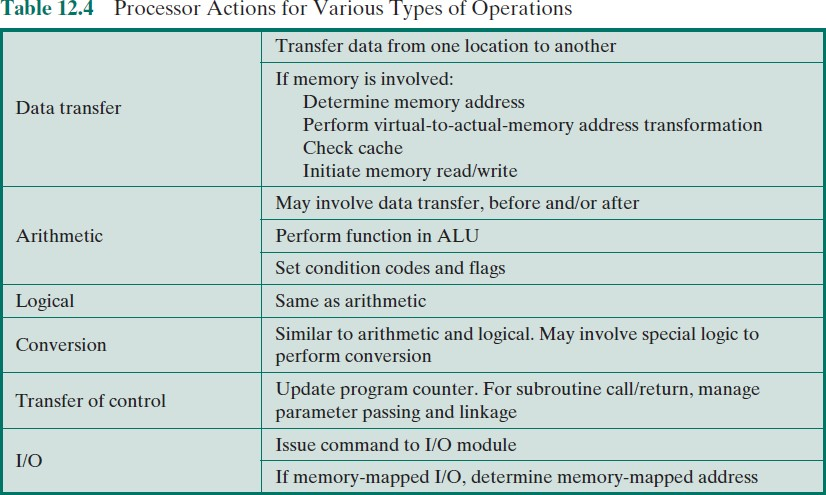 Table 12.4 Processor Actions for Various Types of Operations
Data transfer
Transfer data from one location to another
If memory is involved:
Determine memory address
Perform virtual-to-actual-memory address transformation
Check cache
Initiate memory read/write
Arithmetic
May involve data transfer, before and/or after
Perform function in ALU
Set condition codes and flags
Logical
Same as arithmetic
Conversion
Similar to arithmetic and logical. May involve special logic to
perform conversion
Transfer of control
Update program counter. For subroutine call/return, manage
parameter passing and linkage
I/O
Issue command to I/O module
If memory-mapped I/O, determine memory-mapped address